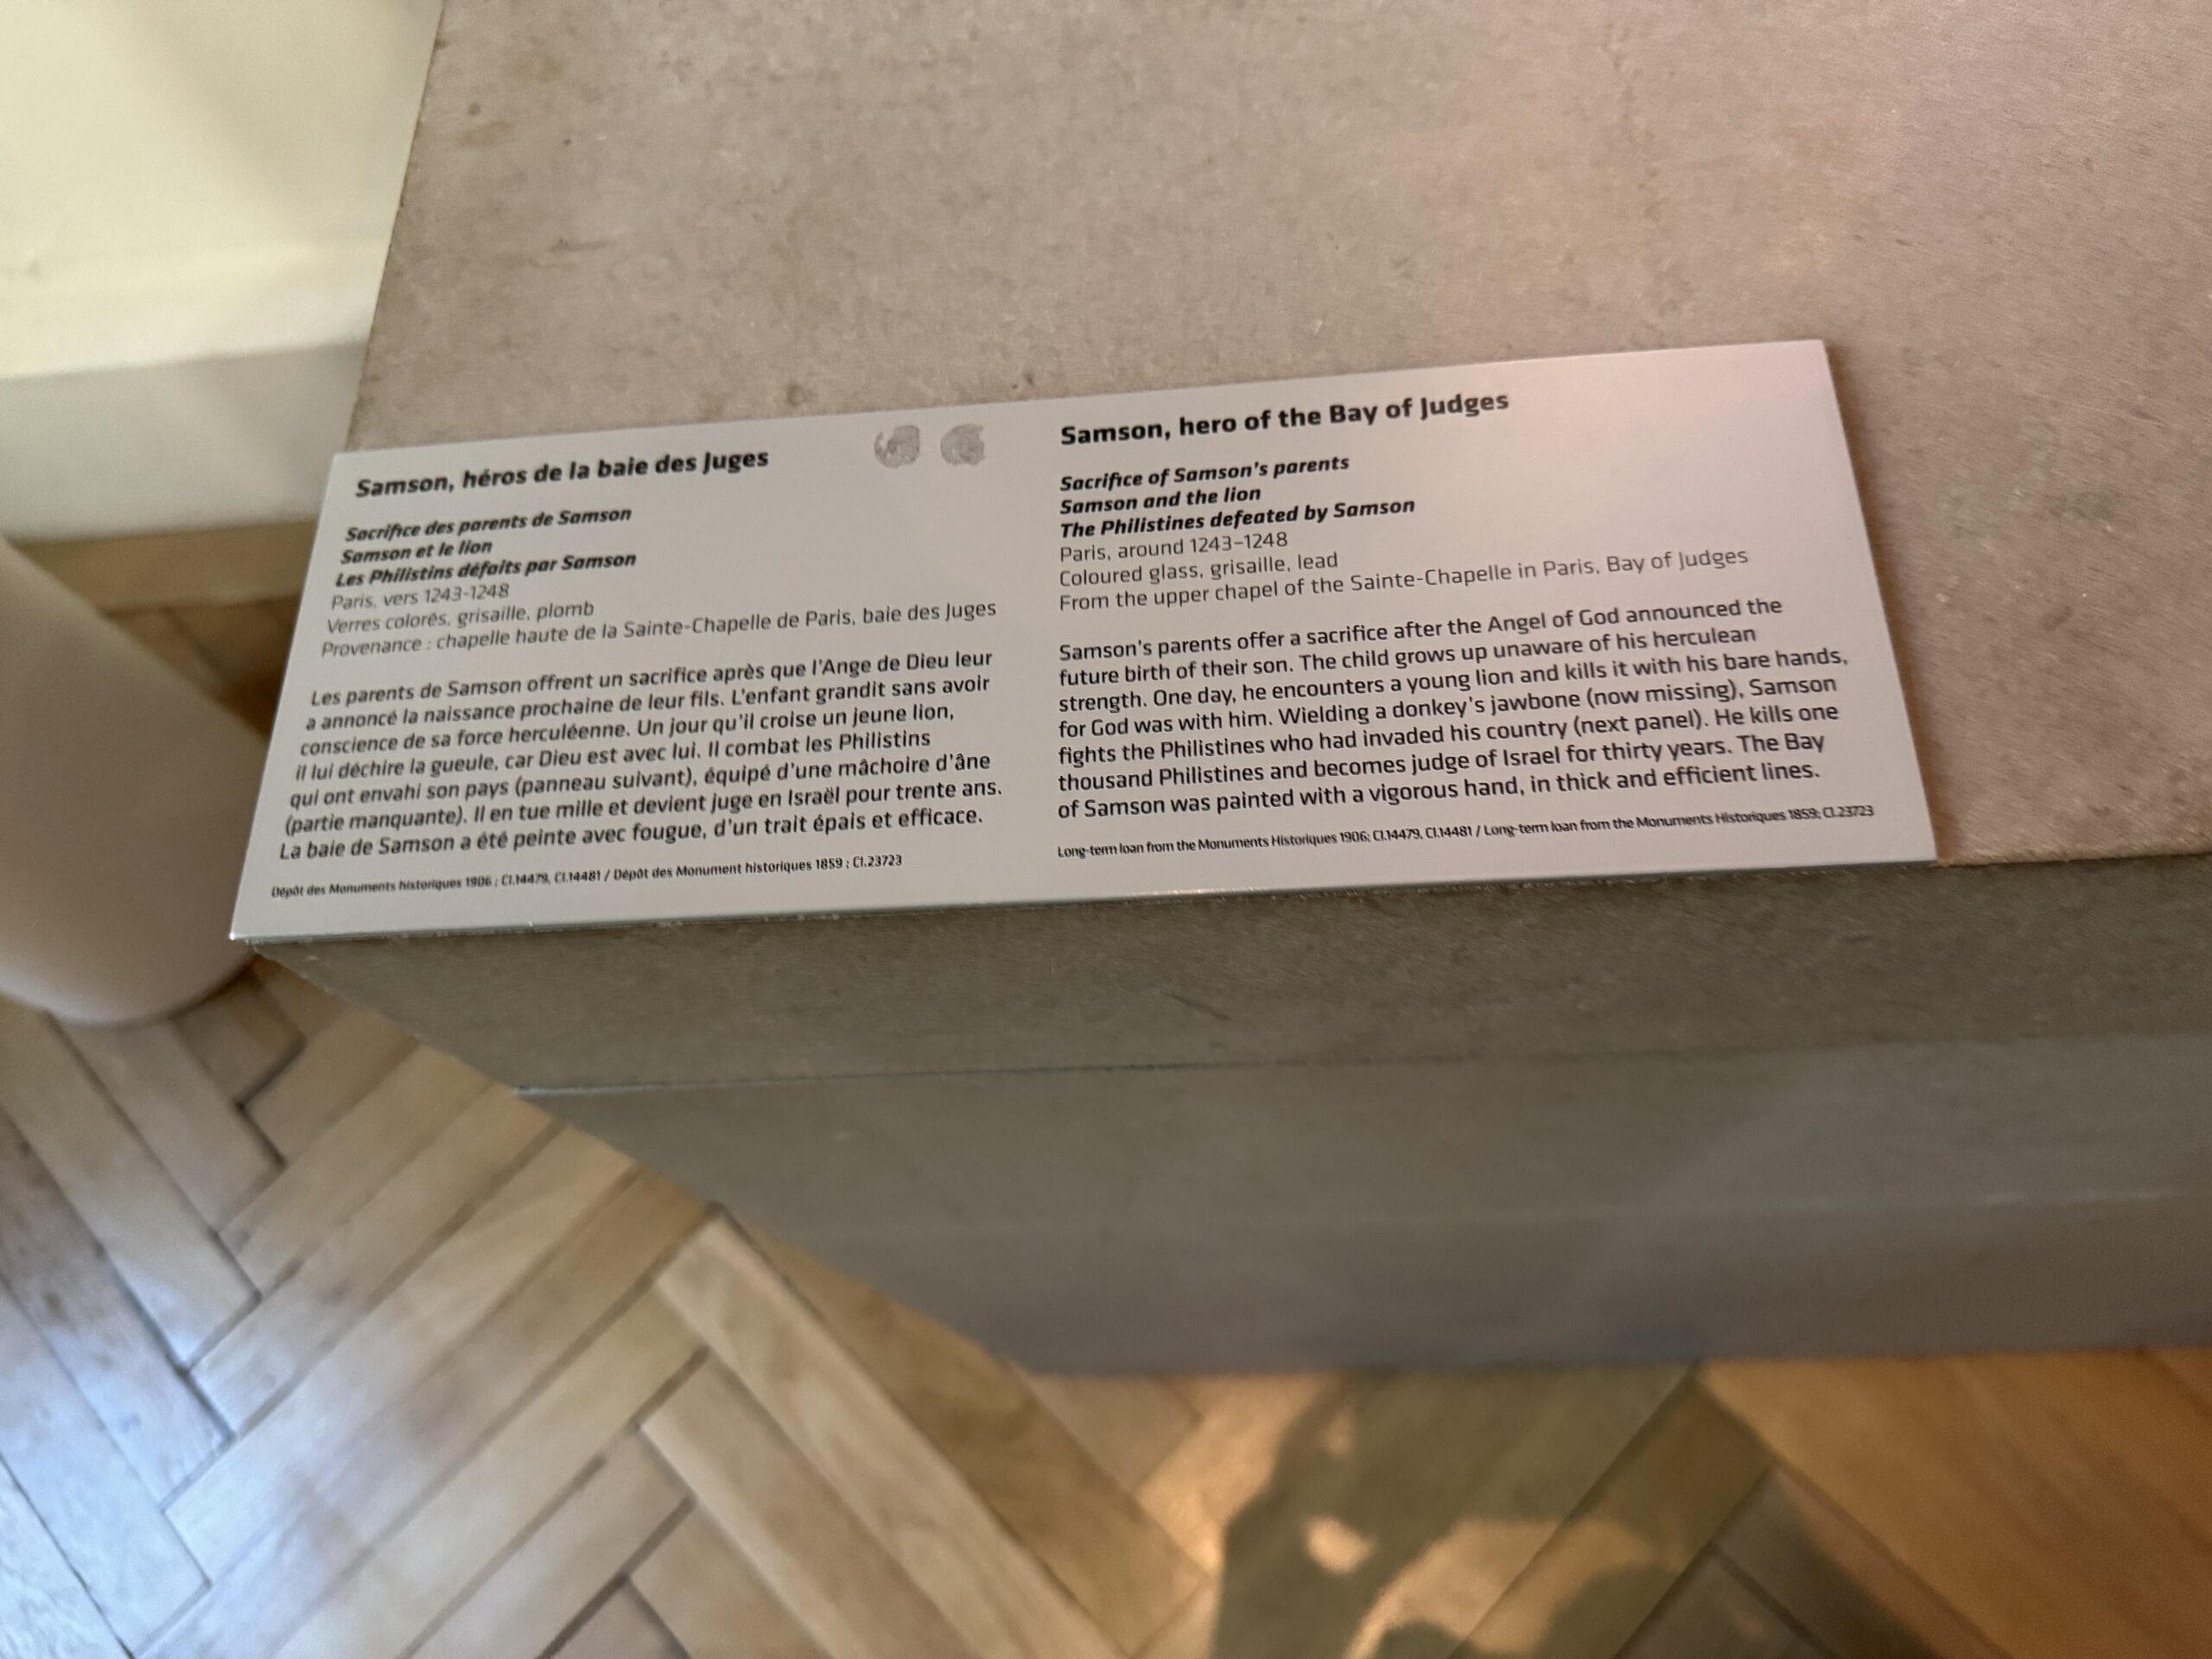 Samson, héros de la baie des Juges
Sacrifice des parents de Samson
Samson et le lion
Les Philistins défaits par Samson
Paris, vers 1243-1248
Verres colorés, grisaille, plomb
Provenance : chapelle haute de la Sainte-Chapelle de Paris, baie des Juges
Les parents de Samson offrent un sacrifice après que l'Ange de Dieu leur
a annoncé la naissance prochaine de leur fils. L'enfant grandit sans avoir
conscience de sa force herculéenne. Un jour qu'il croise un jeune lion,
il lui déchire la gueule, car Dieu est avec lui. Il combat les Philistins
qui ont envahi son pays (panneau suivant), équipé d'une mâchoire d'âne
(partie manquante). Il en tue mille et devient juge en Israël pour trente ans.
La baie de Samson a été peinte avec fougue, d'un trait épais et efficace.
Dépôt des Monuments historiques 1906 ; Cl.14479, Cl.14481 / Dépôt des Monument historiques 1859 ; Cl.23723
Samson, hero of the Bay of Judges
Sacrifice of Samson's parents
Samson and the lion
The Philistines defeated by Samson
Paris, around 1243–1248
Coloured glass, grisaille, lead
From the upper chapel of the Sainte-Chapelle in Paris, Bay of Judges
Samson's parents offer a sacrifice after the Angel of God announced the
future birth of their son. The child grows up unaware of his herculean
strength. One day, he encounters a young lion and kills it with his bare hands,
for God was with him. Wielding a donkey's jawbone (now missing), Samson
fights the Philistines who had invaded his country (next panel). He kills one
thousand Philistines and becomes judge of Israel for thirty years. The Bay
of Samson was painted with a vigorous hand, in thick and efficient lines.
Long-term loan from the Monuments Historiques 1906; Cl.14479, Cl.14481 / Long-term loan from the Monuments Historiques 1859; Cl.23723